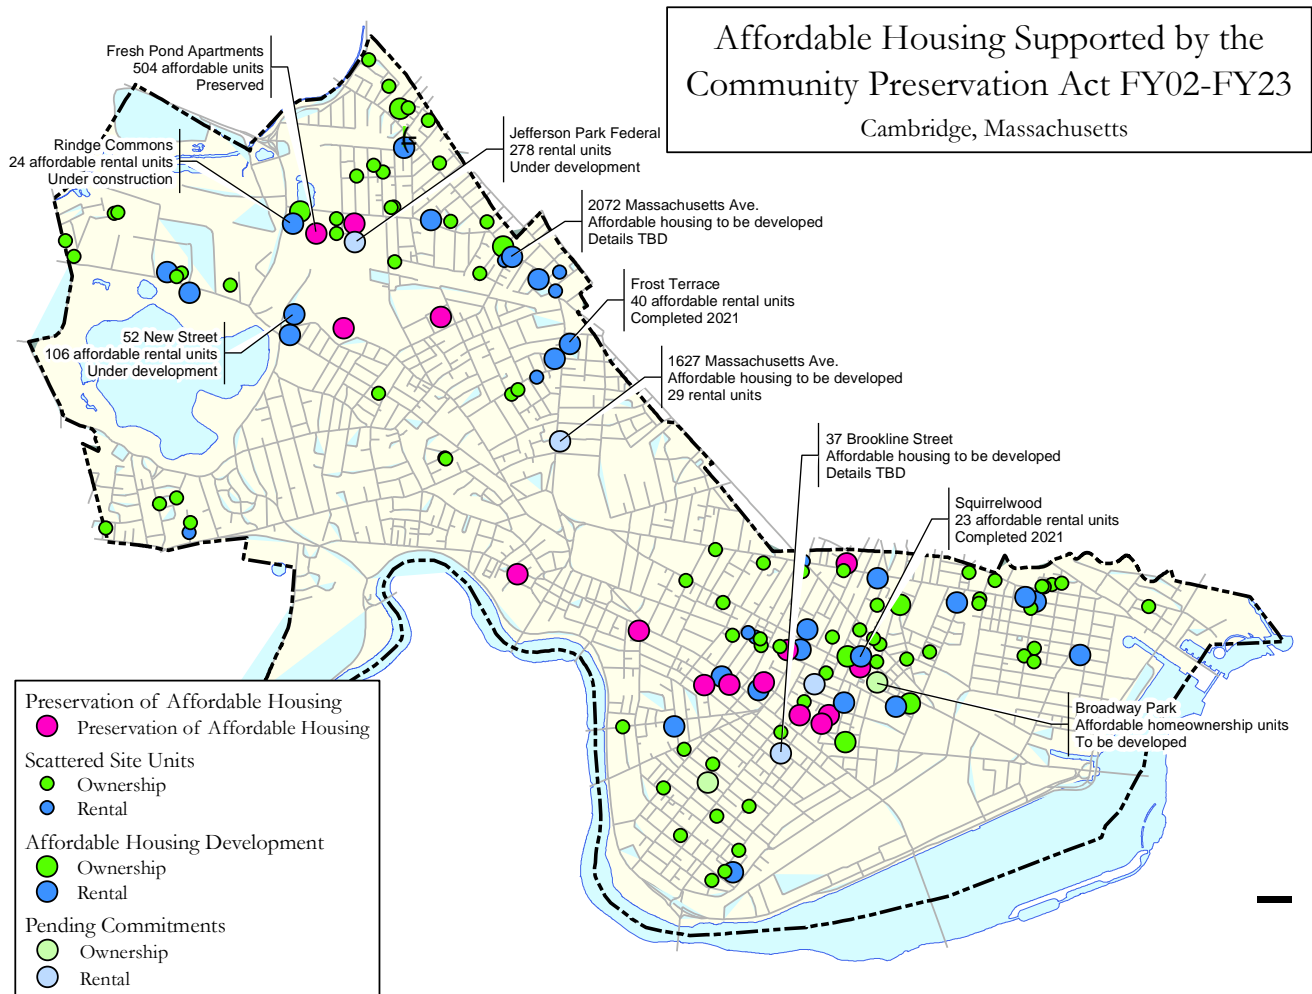 Affordable Housing Supported by the
Community Preservation Act FY02-FY23
Cambridge, Massachusetts
Fresh Pond Apartments
504 affordable units
Preserved
Rindge Commons
24 affordable rental units
Under construction
Jefferson Park Federal
278 rental units
Under development
2072 Massachusetts Ave.
Affordable housing to be developed
Details TBD
Frost Terrace
40 affordable rental units
Completed 2021
52 New Street
106 affordable rental units
Under development
1627 Massachusetts Ave.
Affordable housing to be developed
29 rental units
37 Brookline Street
Affordable housing to be developed
Details TBD
Squirrelwood
23 affordable rental units
Completed 2021
Broadway Park
Affordable homeownership units
To be developed
Preservation of Affordable Housing
Preservation of Affordable Housing
Scattered Site Units
Ownership
Rental
Affordable Housing Development
Ownership
Rental
Pending Commitments
Ownership
Rental